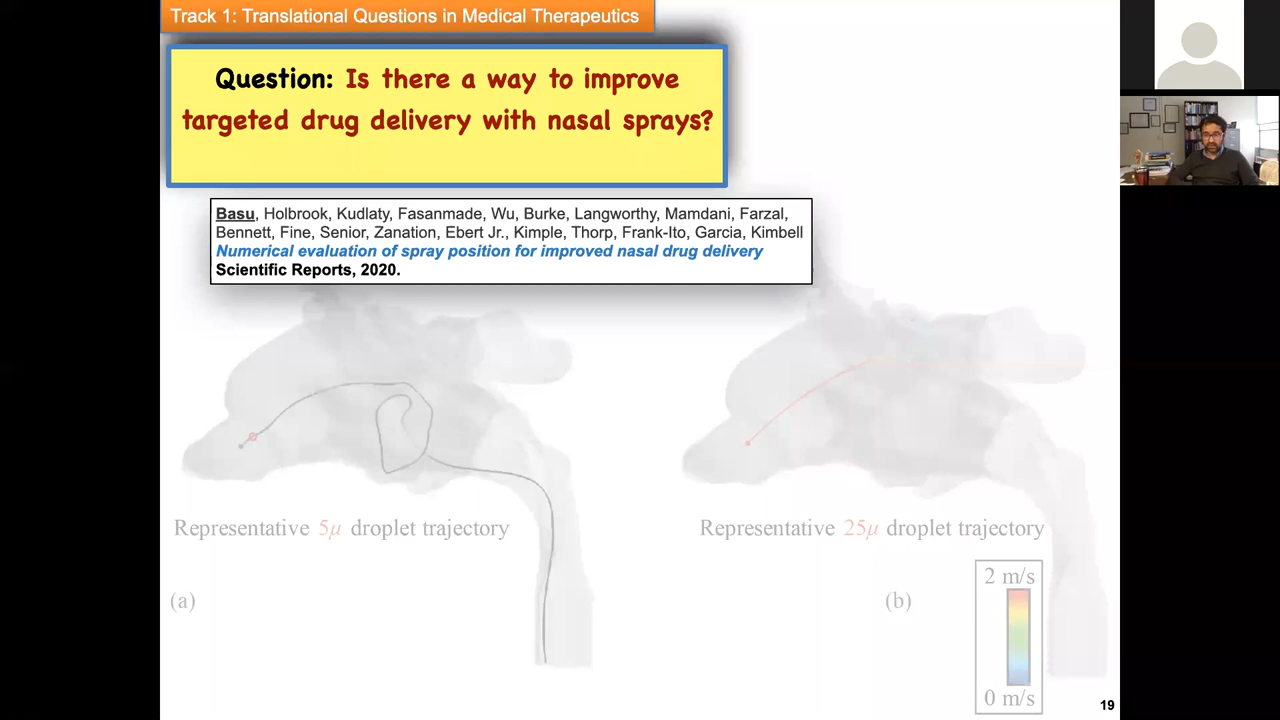 Track 1: Translational Questions in Medical Therapeutics
Question: Is there a way to improve
targeted drug delivery with nasal sprays?
Basu, Holbrook, Kudlaty, Fasanmade, Wu, Burke, Langworthy, Mamdani, Farzal,
Bennett, Fine, Senior, Zanation, Ebert Jr., Kimple, Thorp, Frank-Ito, Garcia, Kimbell
Numerical evaluation of spray position for improved nasal drug delivery
Scientific Reports, 2020.
Representative 5μ droplet trajectory
Representative 25μ droplet trajectory
(a)
(b)
2 m/s
0 m/s
19